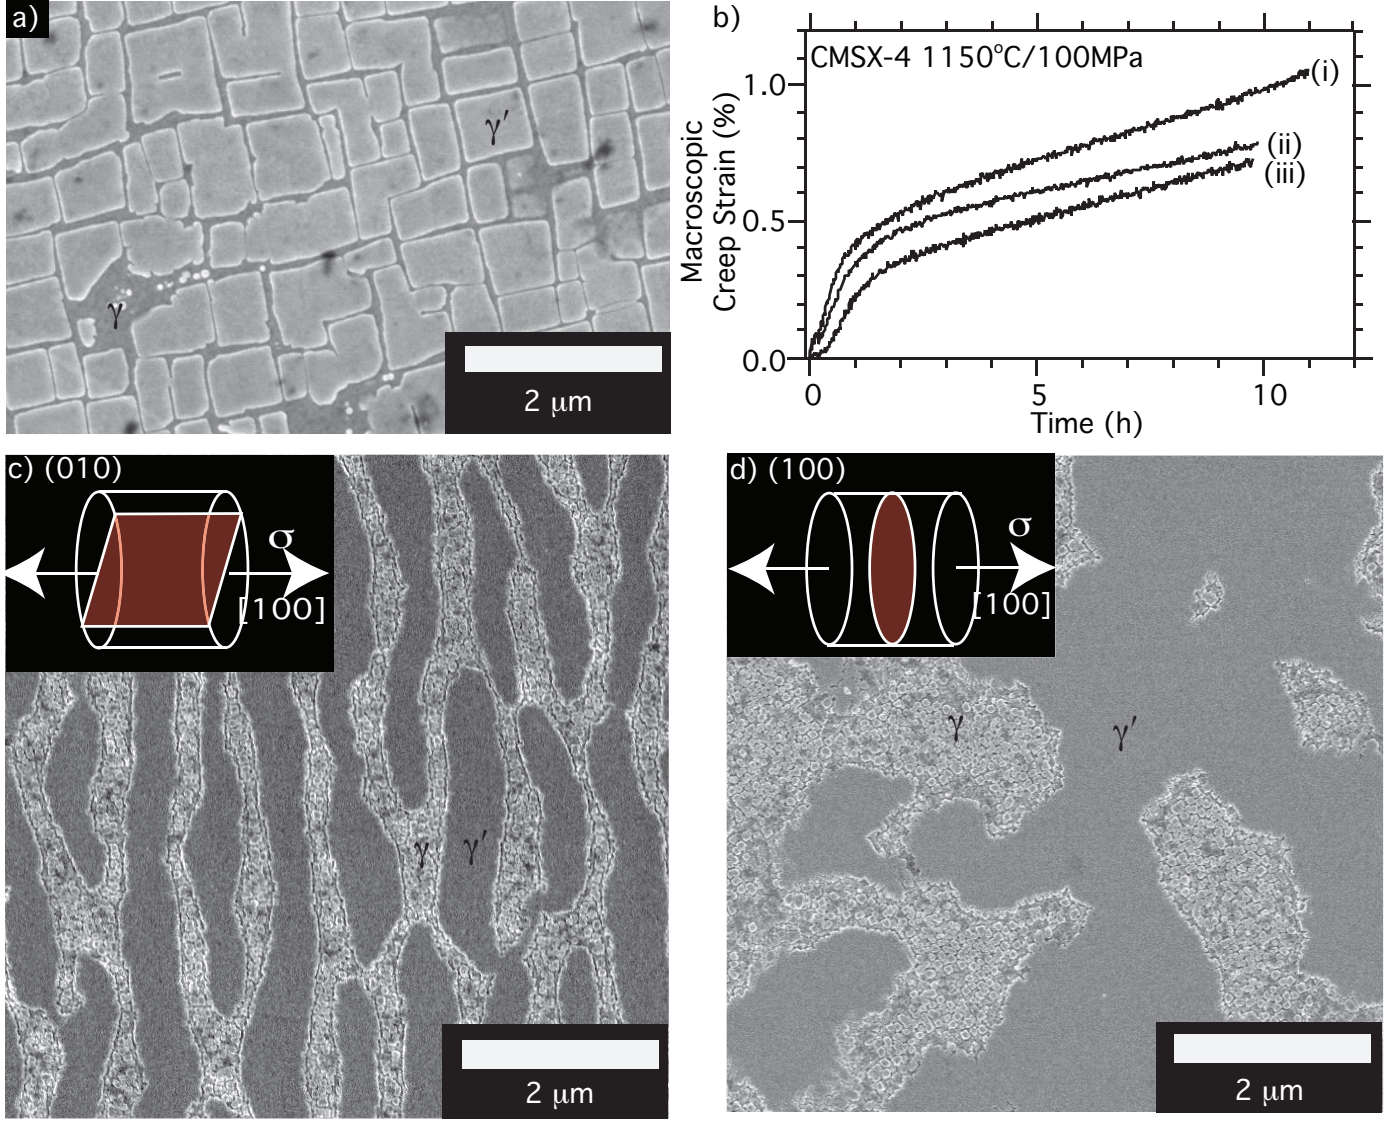 a)
γ′
γ
2 μm
b)
CMSX-4 1150°C/100MPa
Macroscopic
Creep Strain (%)
1.0
0.5
0.0
(i)
(ii)
(iii)
0 5 10
Time (h)
c) (010)
σ
[100]
γ γ′
2 μm
d) (100)
σ
[100]
γ γ′
2 μm